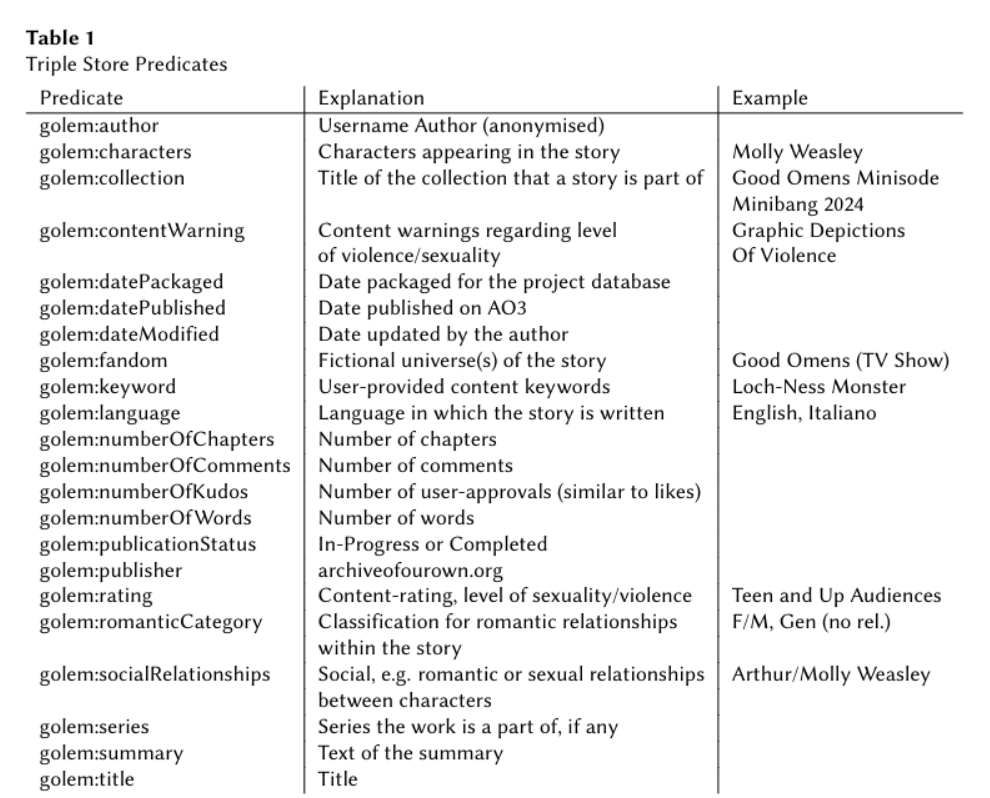 Table 1
Triple Store Predicates
Predicate Explanation Example
golem:author Username Author (anonymised)
golem:characters Characters appearing in the story Molly Weasley
golem:collection Title of the collection that a story is part of Good Omens Minisode
Minibang 2024
golem:contentWarning Content warnings regarding level Graphic Depictions
of violence/sexuality Of Violence
golem:datePackaged Date packaged for the project database
golem:datePublished Date published on AO3
golem:dateModified Date updated by the author
golem:fandom Fictional universe(s) of the story Good Omens (TV Show)
golem:keyword User-provided content keywords Loch-Ness Monster
golem:language Language in which the story is written English, Italiano
golem:numberOfChapters Number of chapters
golem:numberOfComments Number of comments
golem:numberOfKudos Number of user-approvals (similar to likes)
golem:numberOfWords Number of words
golem:publicationStatus In-Progress or Completed
golem:publisher archiveofourown.org
golem:rating Content-rating, level of sexuality/violence Teen and Up Audiences
golem:romanticCategory Classification for romantic relationships F/M, Gen (no rel.)
within the story
golem:socialRelationships Social, e.g. romantic or sexual relationships Arthur/Molly Weasley
between characters
golem:series Series the work is a part of, if any
golem:summary Text of the summary
golem:title Title